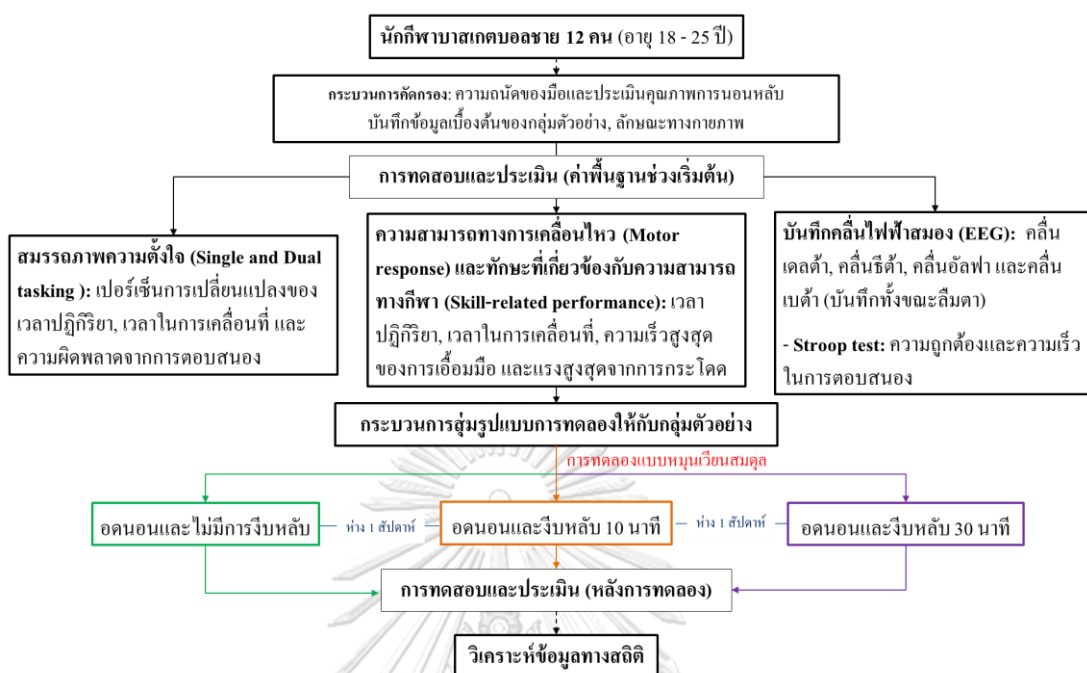 นักกีฬาบาสเกตบอลชาย 12 คน (อายุ 18 - 25 ปี)
กระบวนการคัดกรอง: ความถนัดของมือและประเมินคุณภาพการนอนหลับ
บันทึกข้อมูลเบื้องต้นของกลุ่มตัวอย่าง, ลักษณะทางกายภาพ
การทดสอบและประเมิน (ค่าพื้นฐานช่วงเริ่มต้น)
สมรรถภาพความตั้งใจ (Single and Dual
tasking ): เปอร์เซ็นการเปลี่ยนแปลงของ
เวลาปฏิกิริยา, เวลาในการเคลื่อนที่ และ
ความผิดพลาดจากการตอบสนอง
ความสามารถทางการเคลื่อนไหว (Motor
response) และทักษะที่เกี่ยวข้องกับความสามารถ
ทางกีฬา (Skill-related performance): เวลา
ปฏิกิริยา, เวลาในการเคลื่อนที่, ความเร็วสูงสุด
ของการเอื้อมมือ และแรงสูงสุดจากการกระโดด
บันทึกคลื่นไฟฟ้าสมอง (EEG): คลื่น
เดลต้า, คลื่นธีต้า, คลื่นอัลฟา และคลื่น
เบต้า (บันทึกทั้งขณะลืมตา)
- Stroop test: ความถูกต้องและความเร็ว
ในการตอบสนอง
กระบวนการสุ่มรูปแบบการทดลองให้กับกลุ่มตัวอย่าง
การทดลองแบบหมุนเวียนสมดุล
อดนอนและไม่มีการงีบหลับ
ห่าง 1 สัปดาห์
อดนอนและงีบหลับ 10 นาที
ห่าง 1 สัปดาห์
อดนอนและงีบหลับ 30 นาที
การทดสอบและประเมิน (หลังการทดลอง)
วิเคราะห์ข้อมูลทางสถิติ